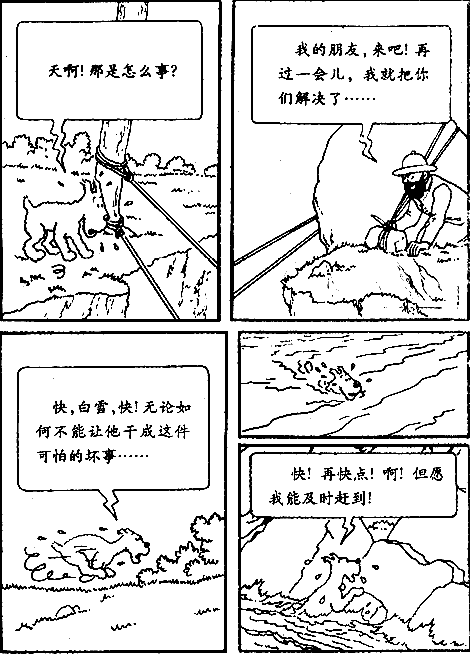 天啊！那是怎么事？
我的朋友，来吧！再
过一会儿，我就把你
们解决了……
快，白雪，快！无论如
何不能让他干成这件
可怕的坏事……
快！再快点！啊！但愿
我能及时赶到！